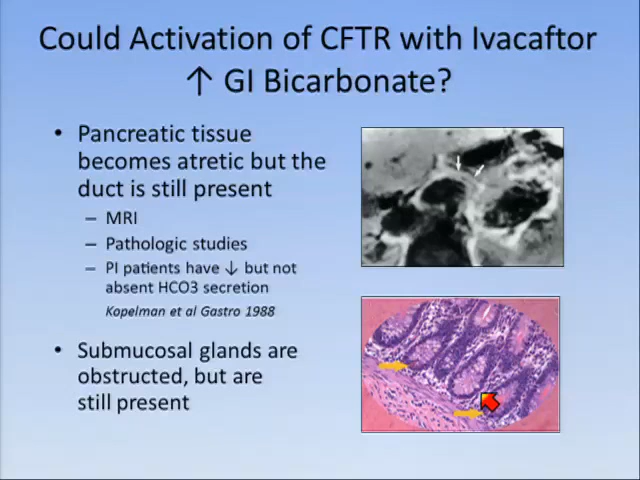 Could Activation of CFTR with Ivacaftor
↑ GI Bicarbonate?
• Pancreatic tissue
becomes atretic but the
duct is still present
– MRI
– Pathologic studies
– PI patients have ↓ but not
absent HCO3 secretion
Kopelman et al Gastro 1988
• Submucosal glands are
obstructed, but are
still present